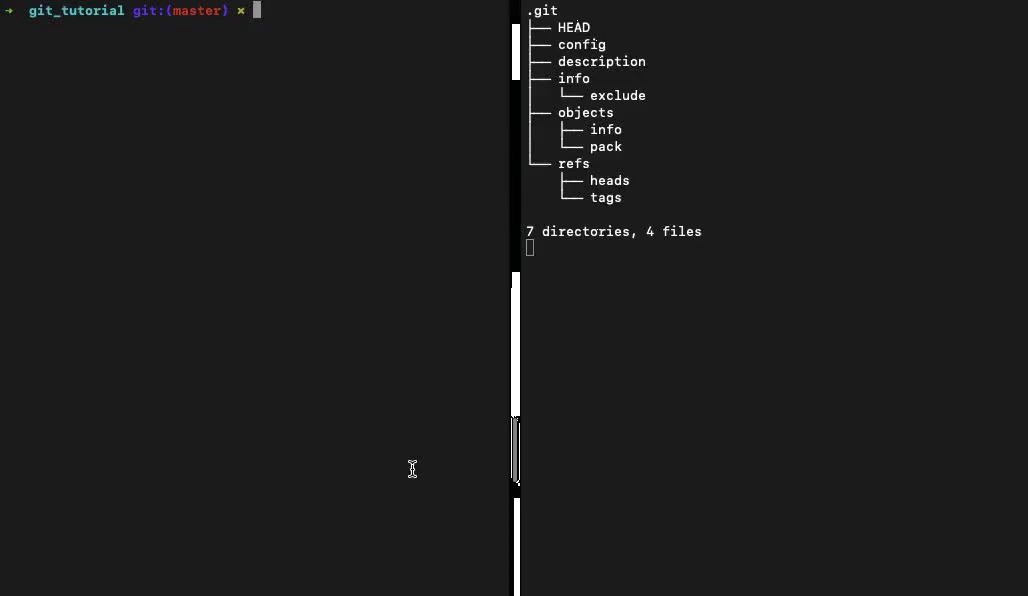 ➜ git_tutorial git:(master) ✗
.git
├── HEAD
├── config
├── description
├── info
│   └── exclude
├── objects
│   ├── info
│   └── pack
└── refs
    ├── heads
    └── tags
7 directories, 4 files